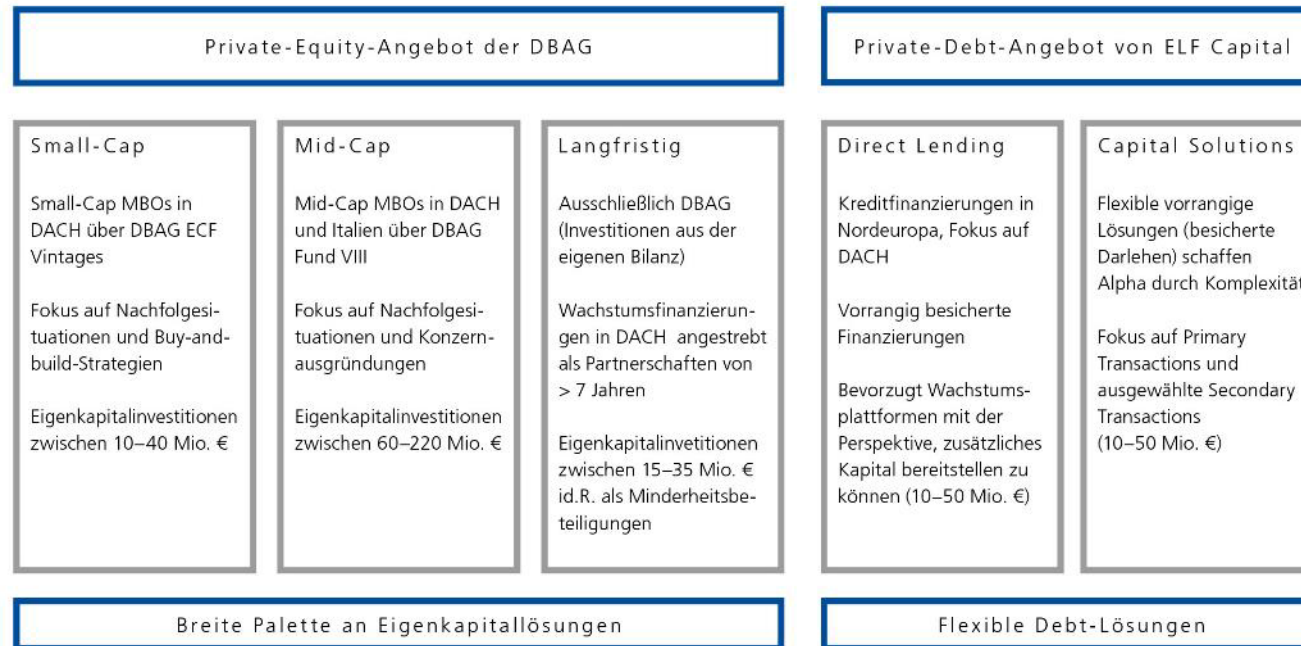 Private-Equity-Angebot der DBAG
Private-Debt-Angebot von ELF Capital
Small-Cap
Small-Cap MBOs in
DACH über DBAG ECF
Vintages
Fokus auf Nachfolgesi-
tuationen und Buy-and-
build-Strategien
Eigenkapitalinvestitionen
zwischen 10–40 Mio. €
Mid-Cap
Mid-Cap MBOs in DACH
und Italien über DBAG
Fund VIII
Fokus auf Nachfolgesi-
tuationen und Konzern-
ausgründungen
Eigenkapitalinvestitionen
zwischen 60–220 Mio. €
Langfristig
Ausschließlich DBAG
(Investitionen aus der
eigenen Bilanz)
Wachstumsfinanzierun-
gen in DACH angestrebt
als Partnerschaften von
> 7 Jahren
Eigenkapitalinvetitionen
zwischen 15–35 Mio. €
id.R. als Minderheitsbe-
teiligungen
Direct Lending
Kreditfinanzierungen in
Nordeuropa, Fokus auf
DACH
Vorrangig besicherte
Finanzierungen
Bevorzugt Wachstums-
plattformen mit der
Perspektive, zusätzliches
Kapital bereitstellen zu
können (10–50 Mio. €)
Capital Solutions
Flexible vorrangige
Lösungen (besicherte
Darlehen) schaffen
Alpha durch Komplexität
Fokus auf Primary
Transactions und
ausgewählte Secondary
Transactions
(10–50 Mio. €)
Breite Palette an Eigenkapitallösungen
Flexible Debt-Lösungen